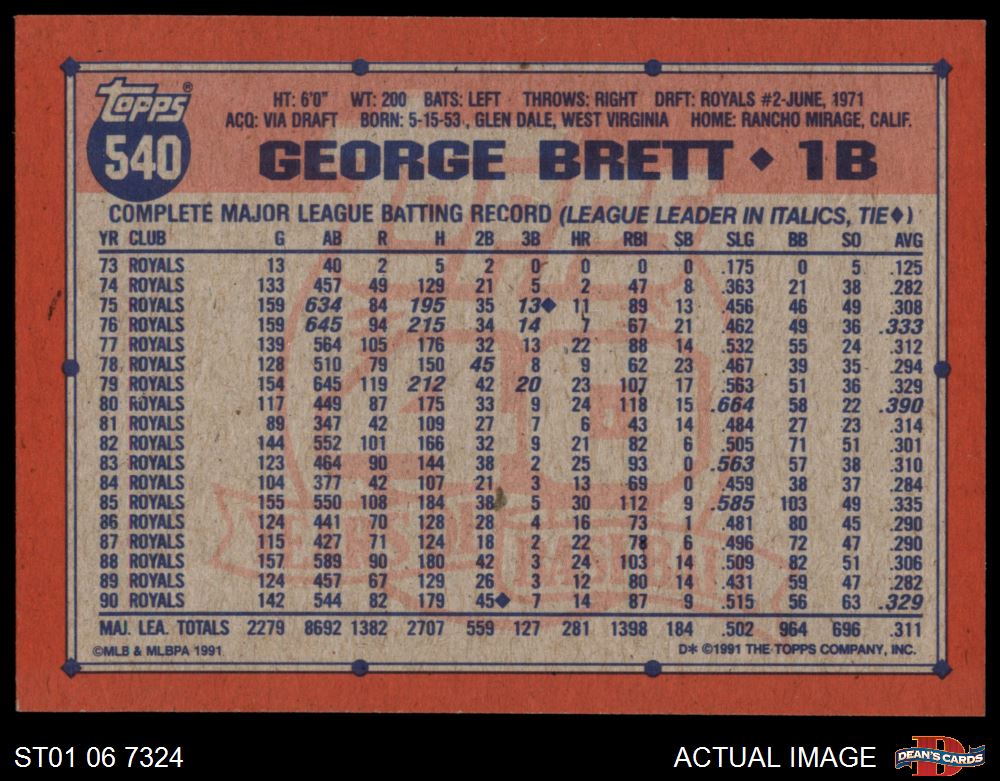 Topps®
540
HT: 6'0" WT: 200 BATS: LEFT THROWS: RIGHT DRFT: ROYALS #2-JUNE, 1971
ACQ: VIA DRAFT BORN: 5-15-53, GLEN DALE, WEST VIRGINIA HOME: RANCHO MIRAGE, CALIF.
GEORGE BRETT ◆ 1B
COMPLETE MAJOR LEAGUE BATTING RECORD (LEAGUE LEADER IN ITALICS, TIE◆)
YR CLUB G AB R H 2B 3B HR RBI SB SLG BB SO AVG
73 ROYALS 13 40 2 5 2 0 0 0 0 .175 0 5 .125
74 ROYALS 133 457 49 129 21 5 2 47 8 .363 21 38 .282
75 ROYALS 159 634 84 195 35 13◆ 11 89 13 .456 46 49 .308
76 ROYALS 159 645 94 215 34 14 7 67 21 .462 49 36 .333
77 ROYALS 139 564 105 176 32 13 22 88 14 .532 55 24 .312
78 ROYALS 128 510 79 150 45 8 9 62 23 .467 39 35 .294
79 ROYALS 154 645 119 212 42 20 23 107 17 .563 51 36 .329
80 ROYALS 117 449 87 175 33 9 24 118 15 .664 58 22 .390
81 ROYALS 89 347 42 109 27 7 6 43 14 .484 27 23 .314
82 ROYALS 144 552 101 166 32 9 21 82 6 .505 71 51 .301
83 ROYALS 123 464 90 144 38 2 25 93 0 .563 57 38 .310
84 ROYALS 104 377 42 107 21 3 13 69 0 .459 38 37 .284
85 ROYALS 155 550 108 184 38 5 30 112 9 .585 103 49 .335
86 ROYALS 124 441 70 128 28 4 16 73 1 .481 80 45 .290
87 ROYALS 115 427 71 124 18 2 22 78 6 .496 72 47 .290
88 ROYALS 157 589 90 180 42 3 24 103 14 .509 82 51 .306
89 ROYALS 124 457 67 129 26 3 12 80 14 .431 59 47 .282
90 ROYALS 142 544 82 179 45◆ 7 14 87 9 .515 56 63 .329
MAJ. LEA. TOTALS 2279 8692 1382 2707 559 127 281 1398 184 .502 964 696 .311
©MLB & MLBPA 1991 D* ©1991 THE TOPPS COMPANY, INC.
40
YEARS OF BASEBALL
ST01 06 7324 ACTUAL IMAGE
D
DEAN'S CARDS